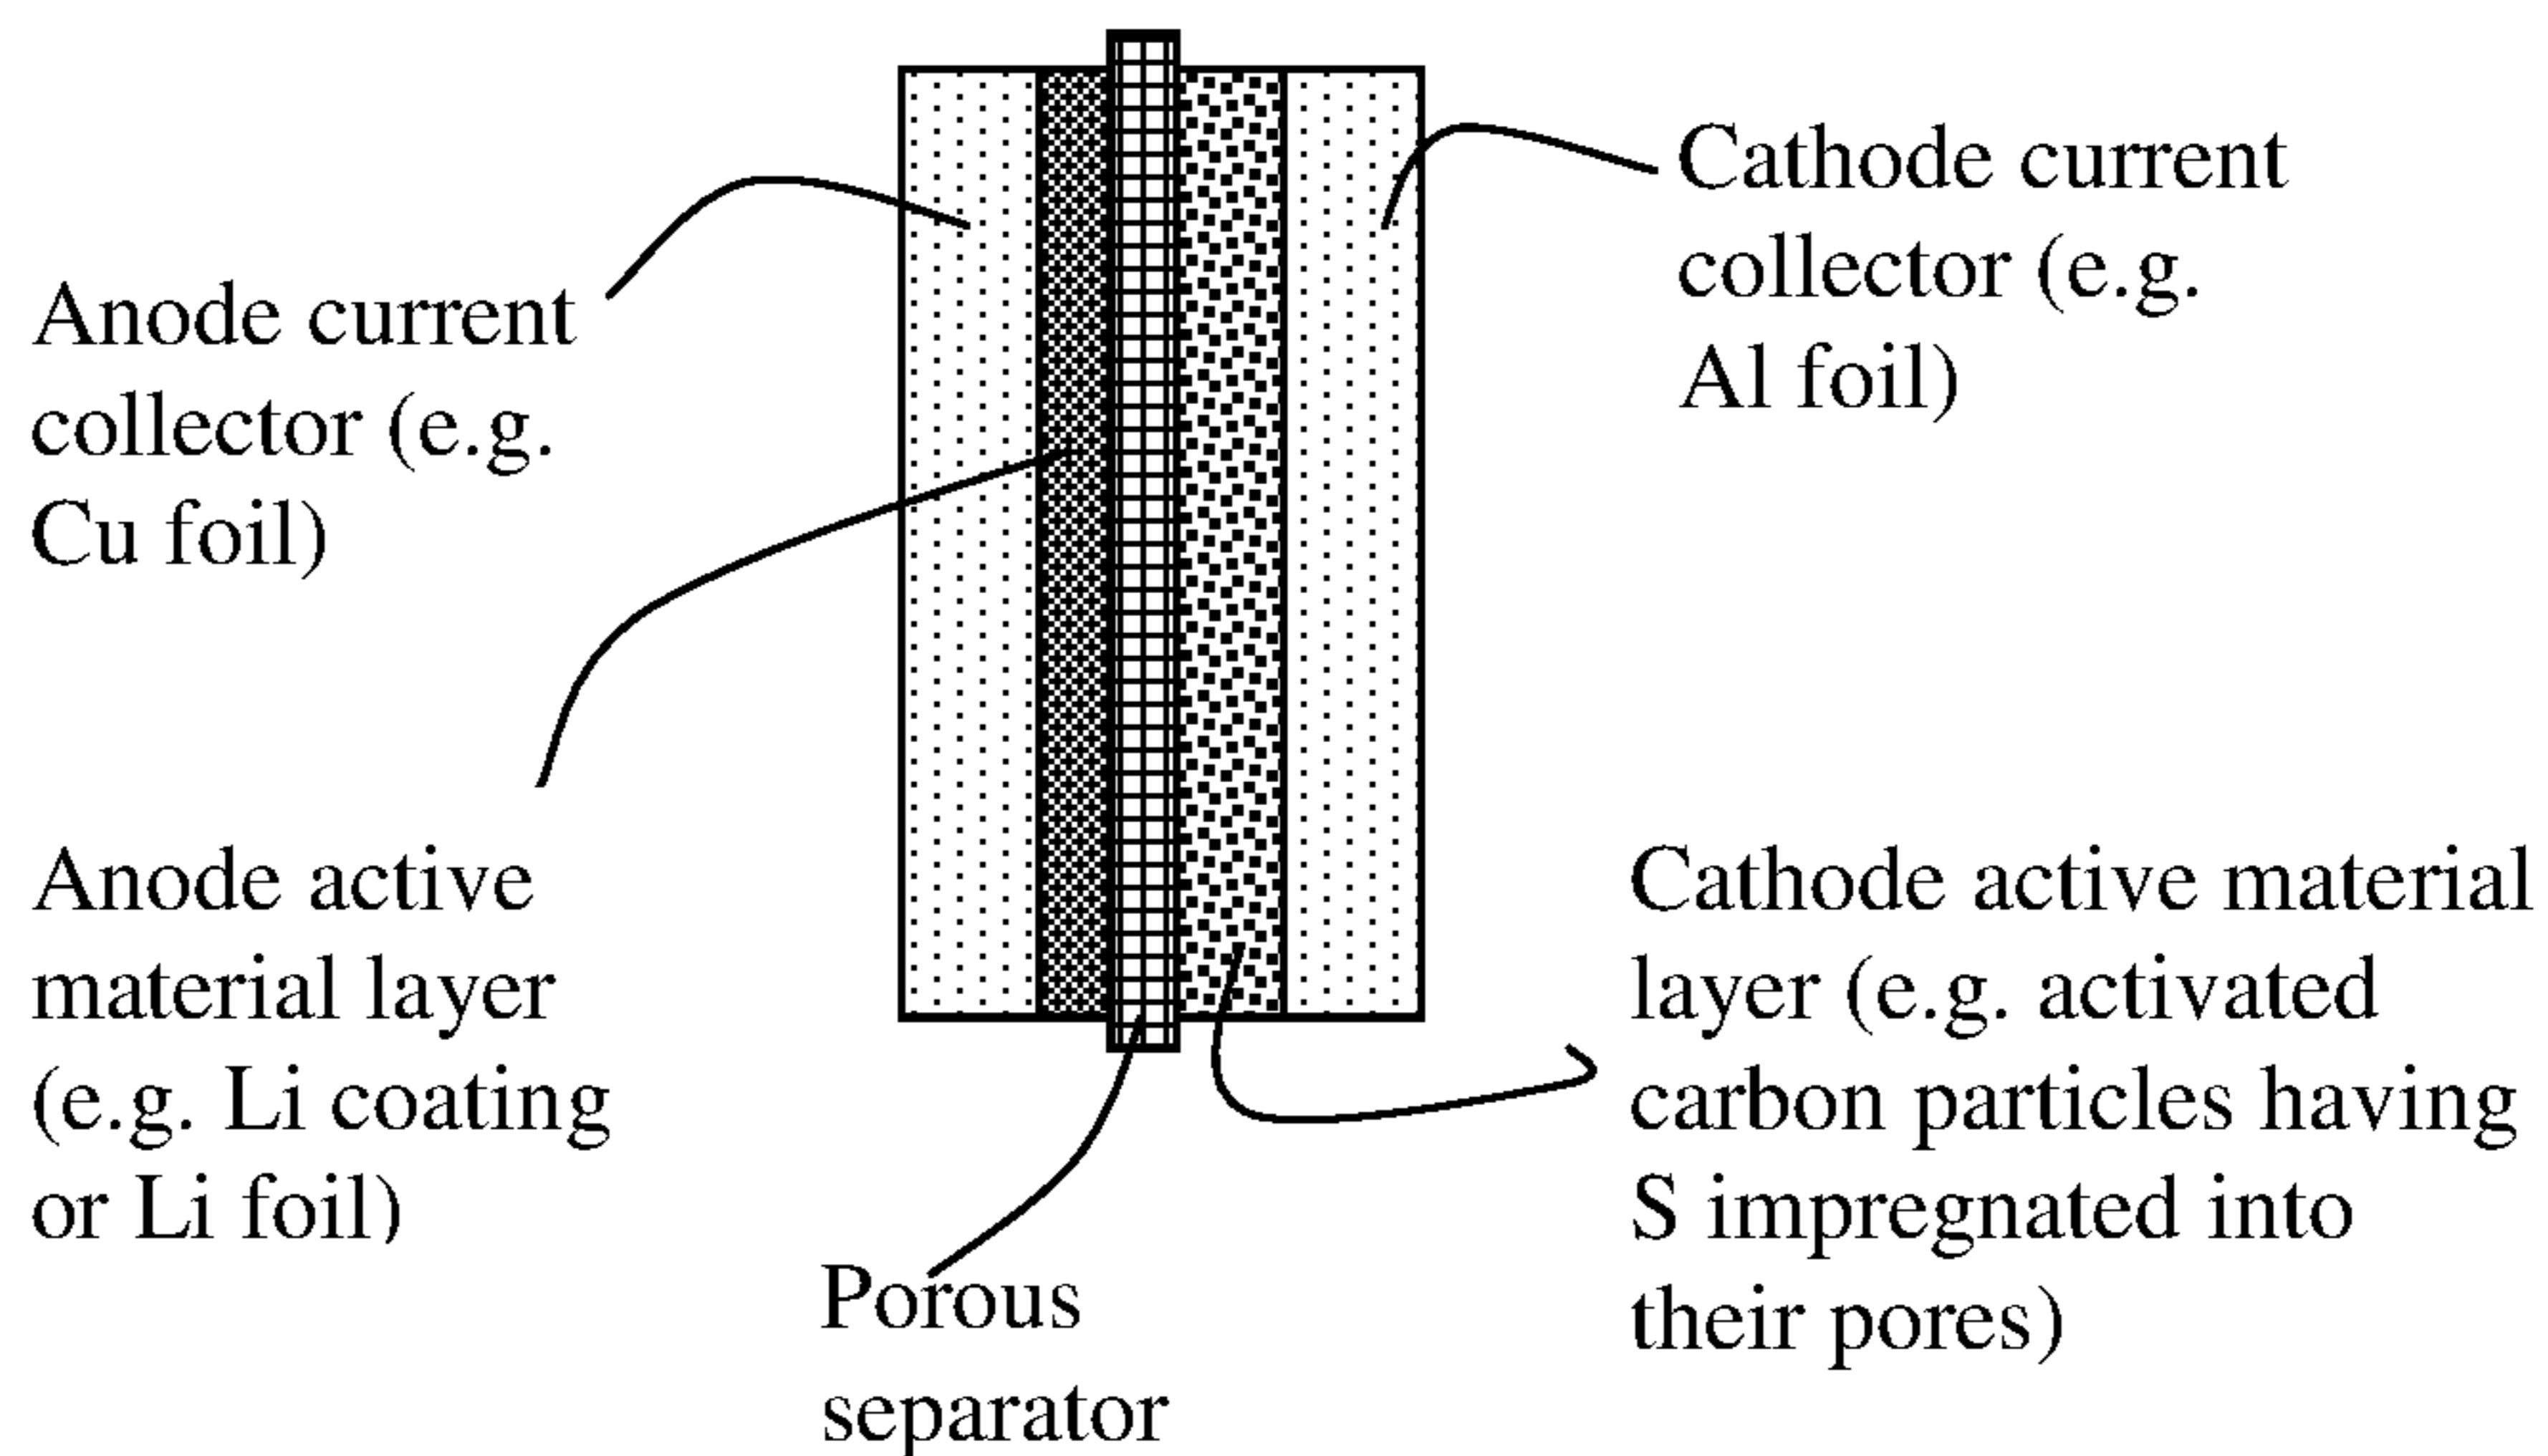 Anode current
collector (e.g.
Cu foil)
Anode active
material layer
(e.g. Li coating
or Li foil)
Porous
separator
Cathode current
collector (e.g.
Al foil)
Cathode active material
layer (e.g. activated
carbon particles having
S impregnated into
their pores)